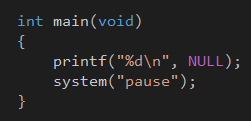 int main(void)
{
    printf("%d\n", NULL);
    system("pause");
}